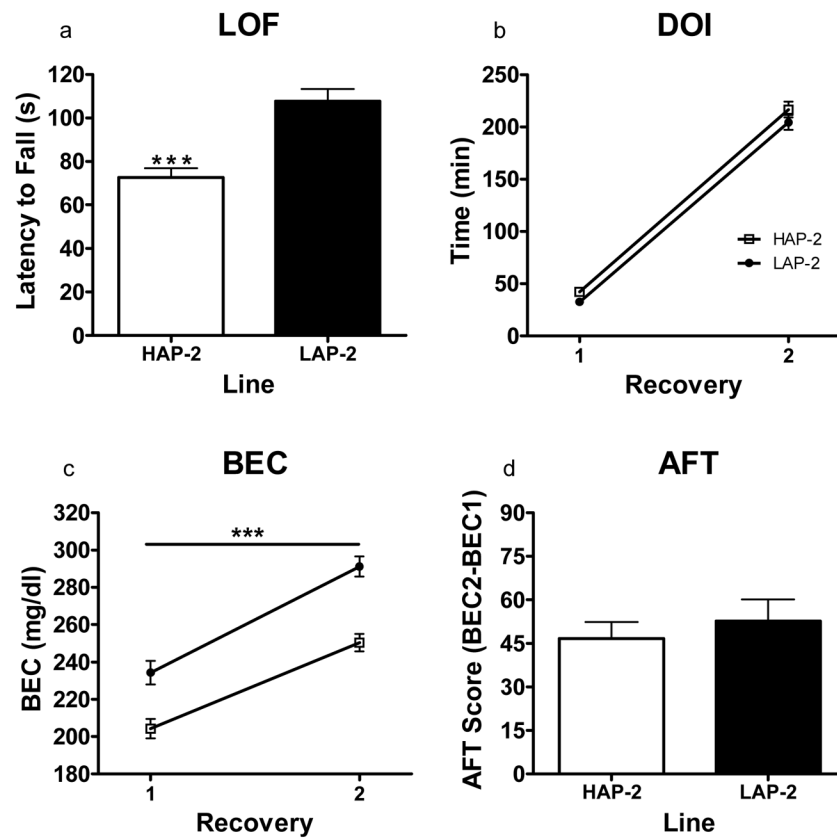 a
LOF
Latency to Fall (s)
120
100
80
60
40
20
0
***
HAP-2
LAP-2
Line
b
DOI
Time (min)
250
200
150
100
50
0
HAP-2
LAP-2
1
2
Recovery
c
BEC
BEC (mg/dl)
320
300
280
260
240
220
200
180
***
1
2
Recovery
d
AFT
AFT Score (BEC2-BEC1)
90
75
60
45
30
15
0
HAP-2
LAP-2
Line